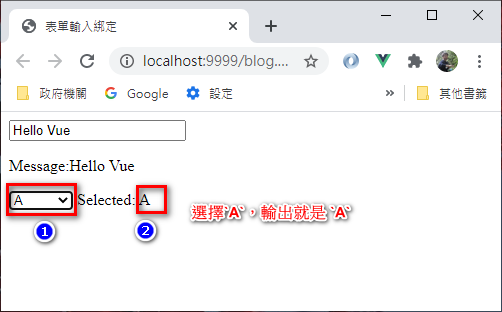 表單輸入綁定
localhost:9999/blog....
政府機關 Google 設定 » 其他書籤
Hello Vue
Message:Hello Vue
A Selected: A
選擇`A`，輸出就是 `A`
1 2